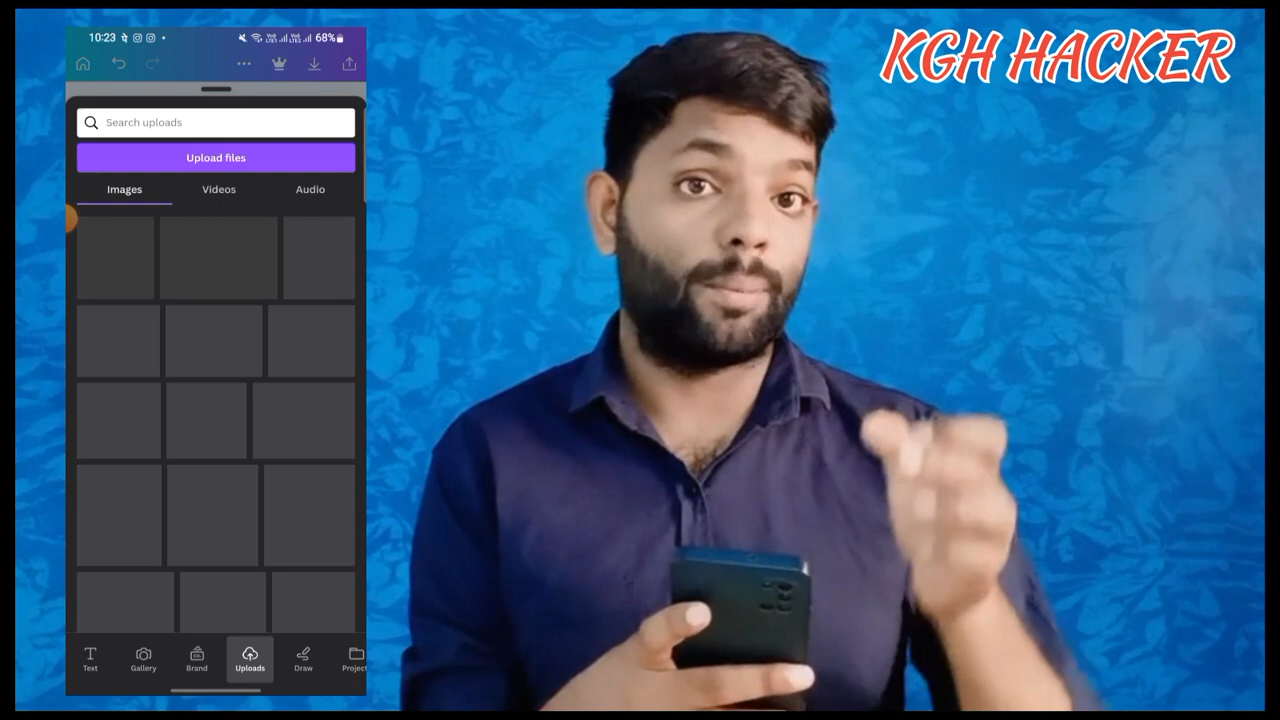 KGH HACKER
10:23
68%
Search uploads
Upload files
Images Videos Audio
Text Gallery Brand Uploads Draw Project